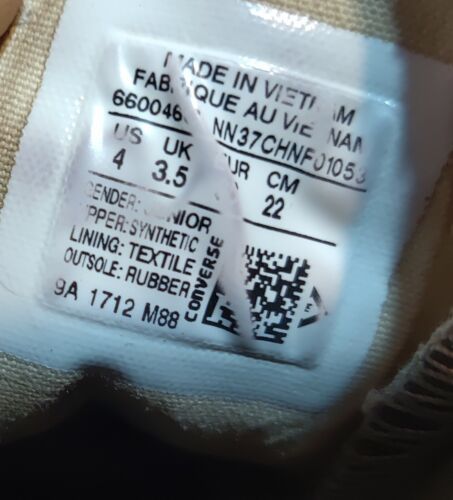 MADE IN VIETNAM
FABRIQUE AU VIETNAM
US UK EUR CM
4 3.5 22
GENDER: JUNIOR
UPPER: SYNTHETIC
LINING: TEXTILE
OUTSOLE: RUBBER
9A 1712 M88
CONVERSE